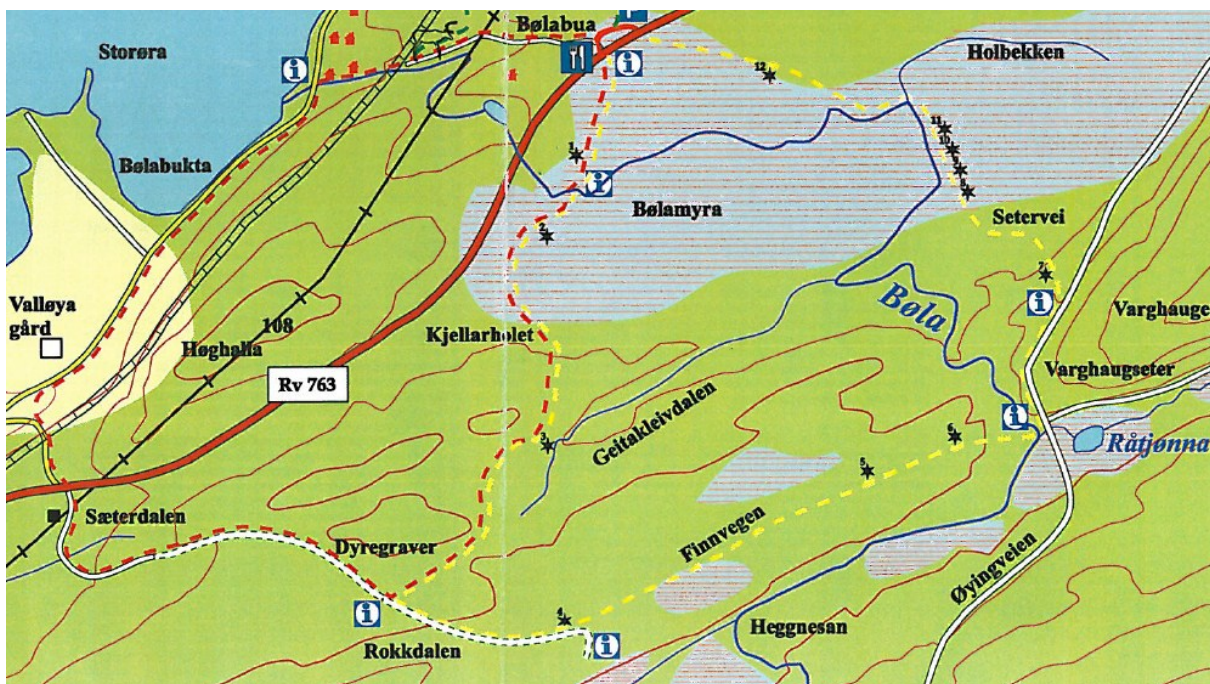 Bølabua
Storøra
Holbekken
12
11
10
9
8
1
Bølabukta
Bølamyra
Setervei
2
7
Valløya
gård
108
Høghalla
Kjellarholet
Bøla
Varghauge
Rv 763
Varghaugseter
Geitakleivdalen
3
6
5
Råtjønna
Sæterdalen
Dyregraver
Finnvegen
Øyingveien
4
Rokkdalen
Heggnesan
i
i
i
i
i
i
i